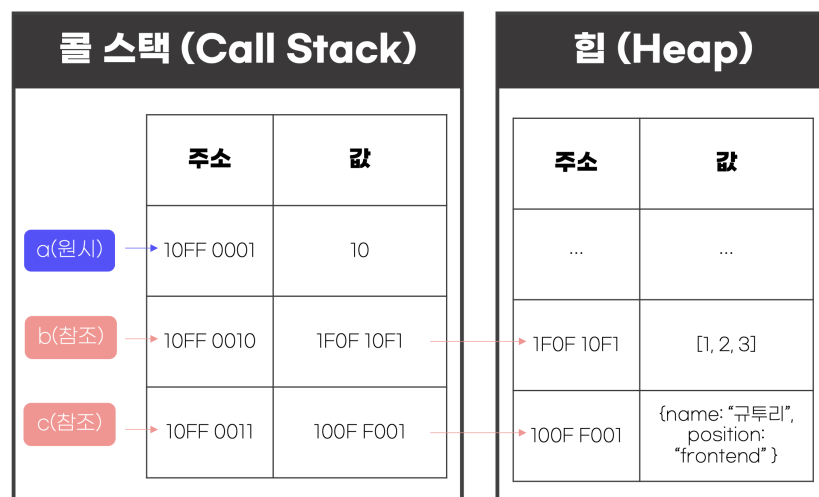 콜 스택 (Call Stack)
힙 (Heap)
주소 값
a(원시) 10FF 0001 10
b(참조) 10FF 0010 1F0F 10F1
c(참조) 10FF 0011 100F F001
주소 값
... ...
1F0F 10F1 [1, 2, 3]
100F F001 {name: “규투리”,
position:
“frontend” }